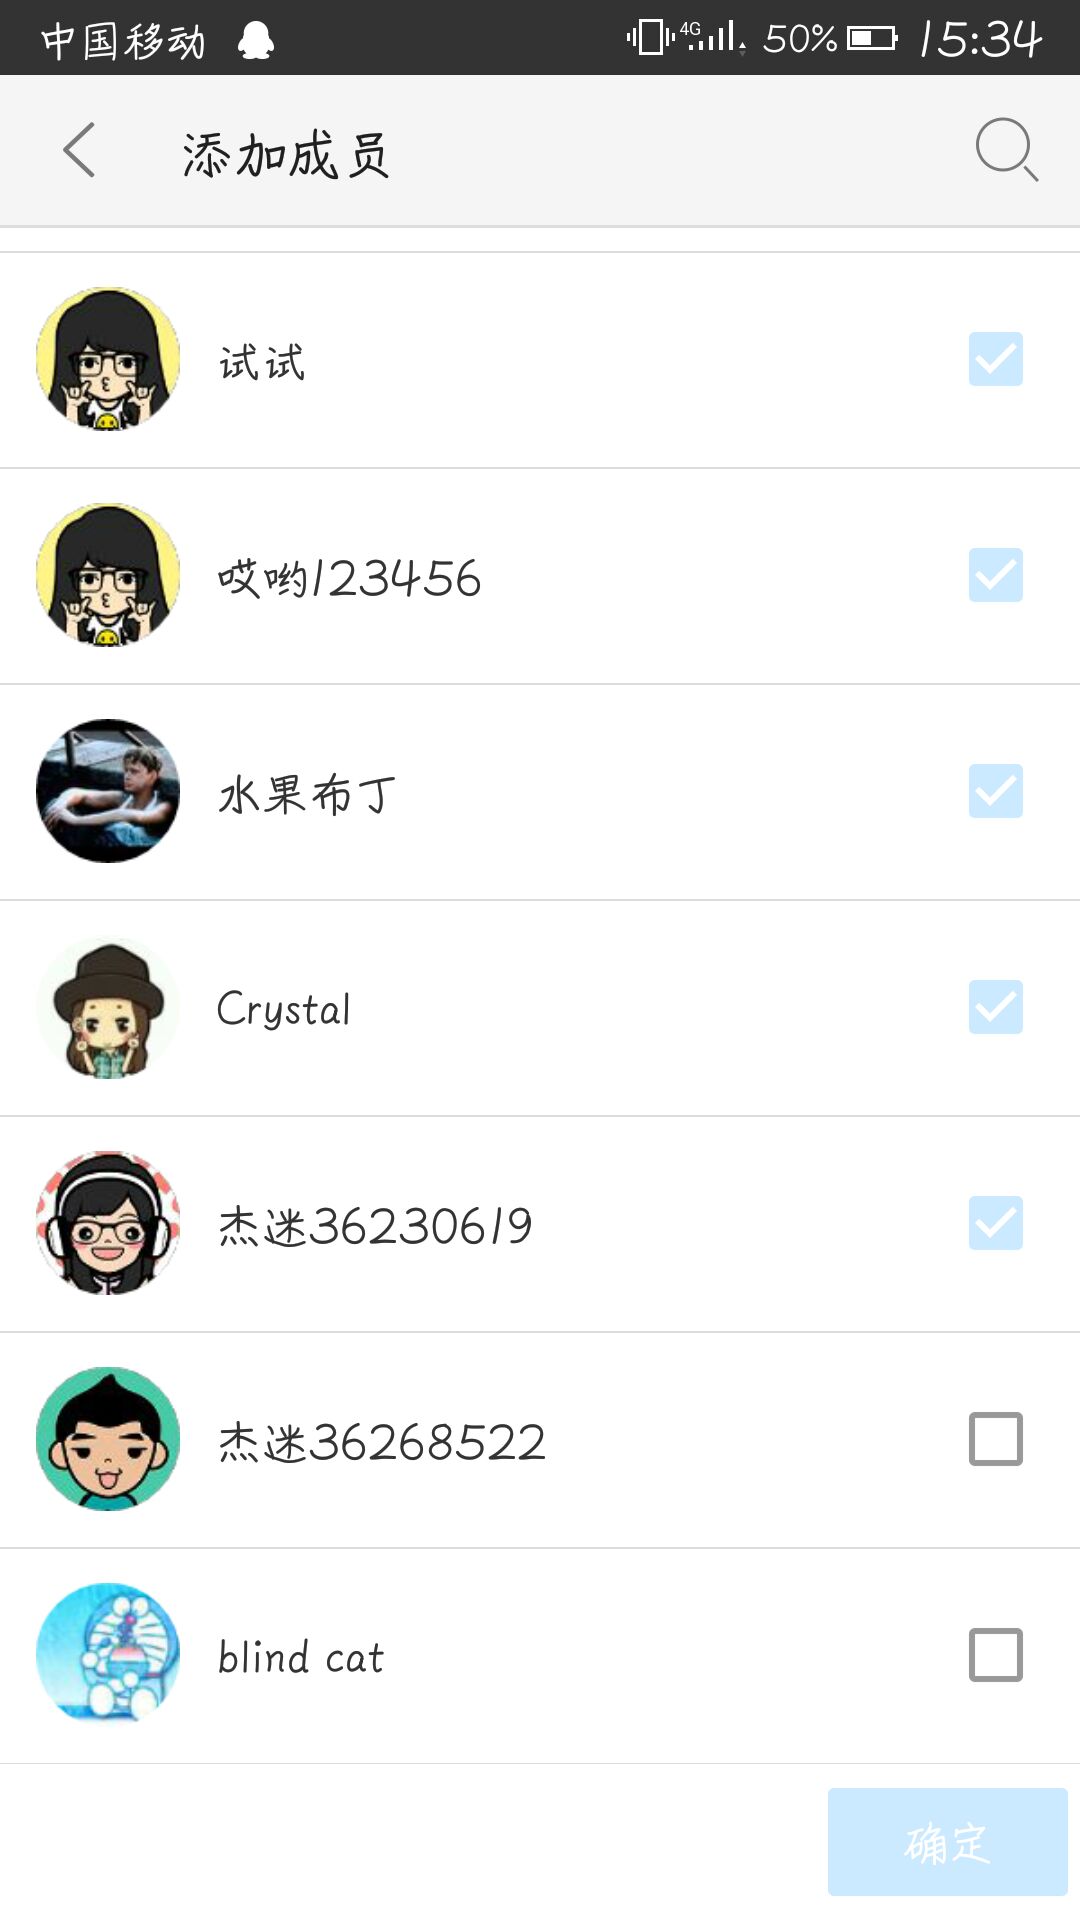 中国移动 4G 50% 15:34
添加成员
试试
哎哟123456
水果布丁
Crystal
杰迷36230619
杰迷36268522
blind cat
确定